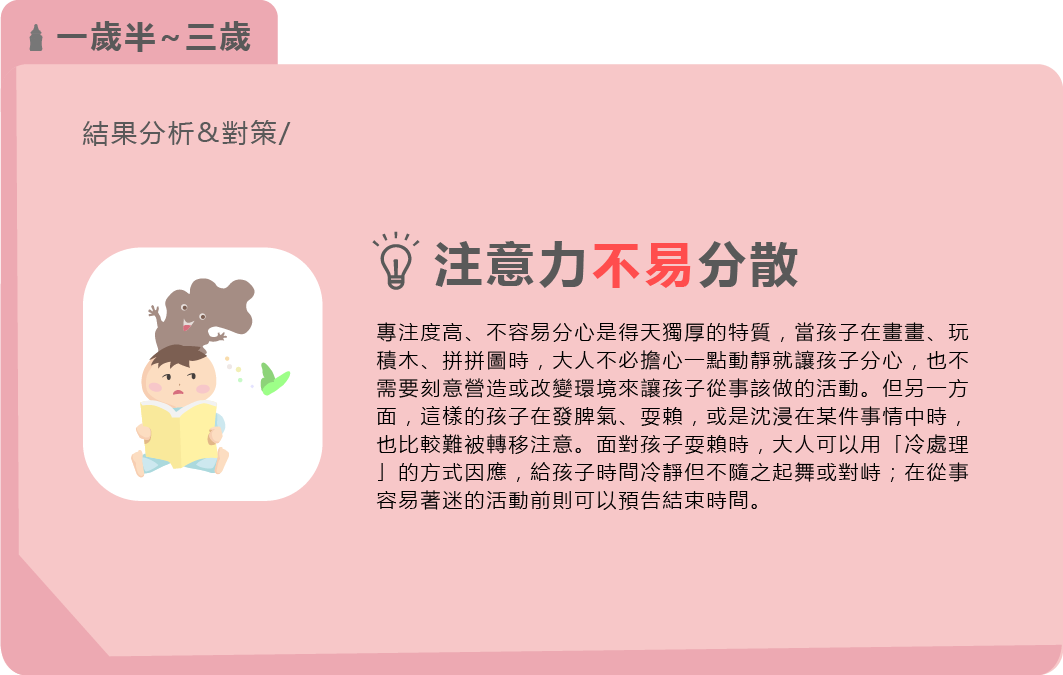 一歲半~三歲
結果分析&對策/
注意力不易分散
專注度高、不容易分心是得天獨厚的特質，當孩子在畫畫、玩
積木、拼拼圖時，大人不必擔心一點動靜就讓孩子分心，也不
需要刻意營造或改變環境來讓孩子從事該做的活動。但另一方
面，這樣的孩子在發脾氣、耍賴，或是沈浸在某件事情中時，
也比較難被轉移注意。面對孩子耍賴時，大人可以用「冷處理
」的方式因應，給孩子時間冷靜但不隨之起舞或對峙；在從事
容易著迷的活動前則可以預告結束時間。